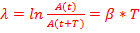 λ = ln A(t) / A(t+T) = β * T